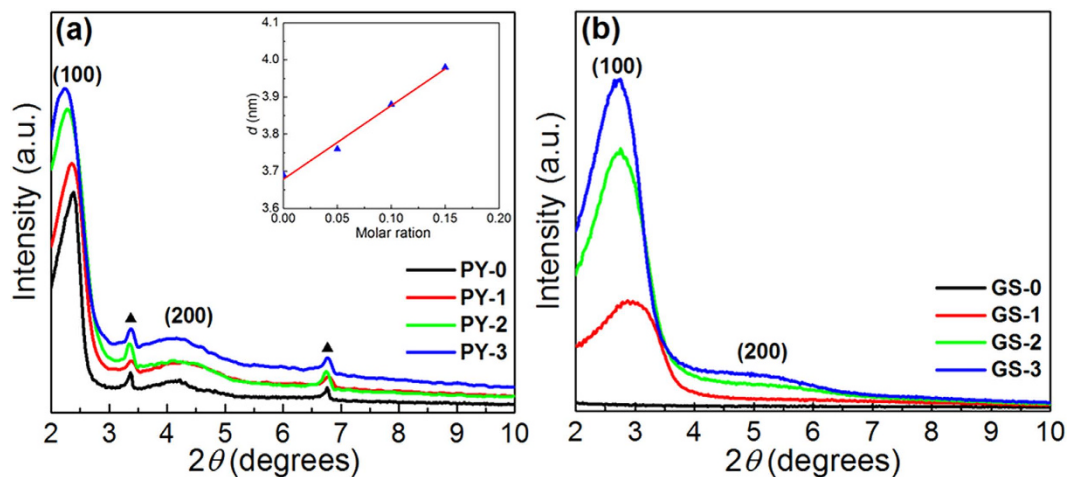 (a)
(100)
Intensity (a.u.)
4.1
4.0
3.9
3.8
3.7
3.6
d (nm)
0.00 0.05 0.10 0.15 0.20
Molar ration
PY-0
PY-1
PY-2
PY-3
▲
(200)
▲
2 3 4 5 6 7 8 9 10
2θ (degrees)
(b)
(100)
Intensity (a.u.)
GS-0
GS-1
GS-2
GS-3
(200)
2 3 4 5 6 7 8 9 10
2θ (degrees)